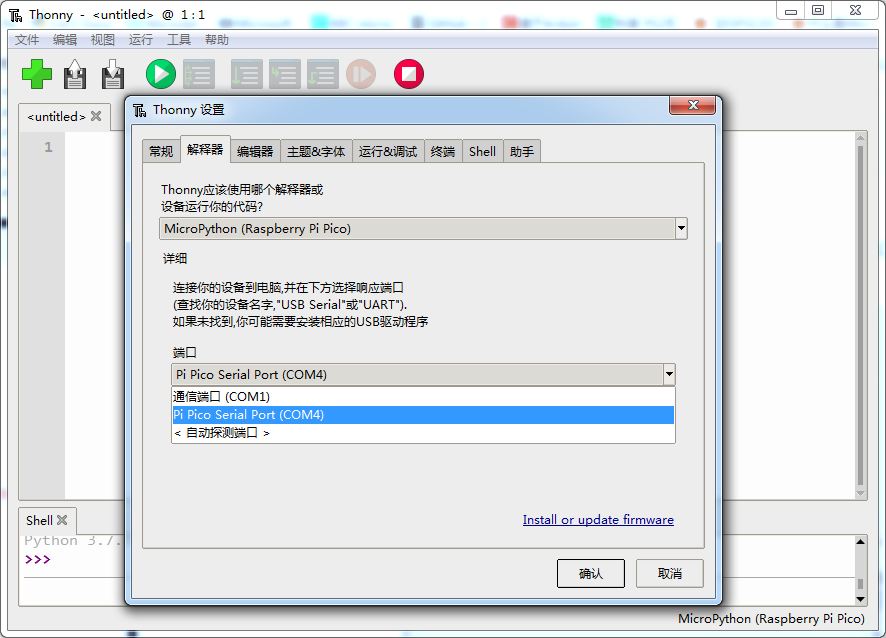 Thonny - <untitled> @ 1:1
文件 编辑 视图 运行 工具 帮助
<untitled>
1
Thonny 设置
常规 解释器 编辑器 主题&字体 运行&调试 终端 Shell 助手
Thonny应该使用哪个解释器或
设备运行你的代码?
MicroPython (Raspberry Pi Pico)
详细
连接你的设备到电脑,并在下方选择响应端口
(查找你的设备名字,"USB Serial"或"UART").
如果未找到,你可能需要安装相应的USB驱动程序
端口
Pi Pico Serial Port (COM4)
通信端口 (COM1)
Pi Pico Serial Port (COM4)
< 自动探测端口 >
Install or update firmware
确认 取消
Shell
Python 3.7.
>>>
MicroPython (Raspberry Pi Pico)